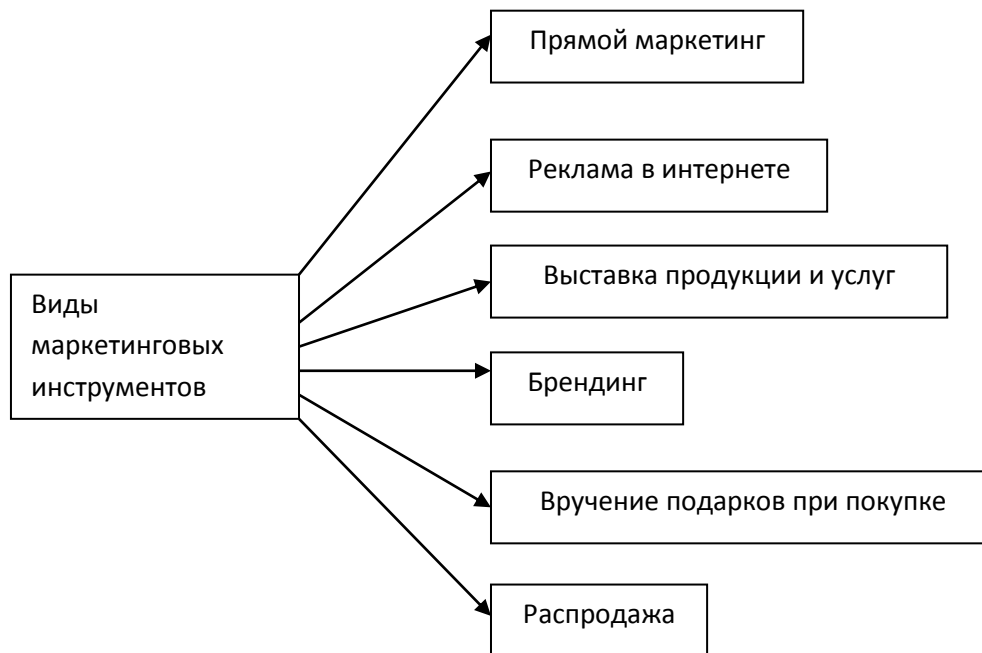 Прямой маркетинг
Реклама в интернете
Выставка продукции и услуг
Виды
маркетинговых
инструментов
Брендинг
Вручение подарков при покупке
Распродажа